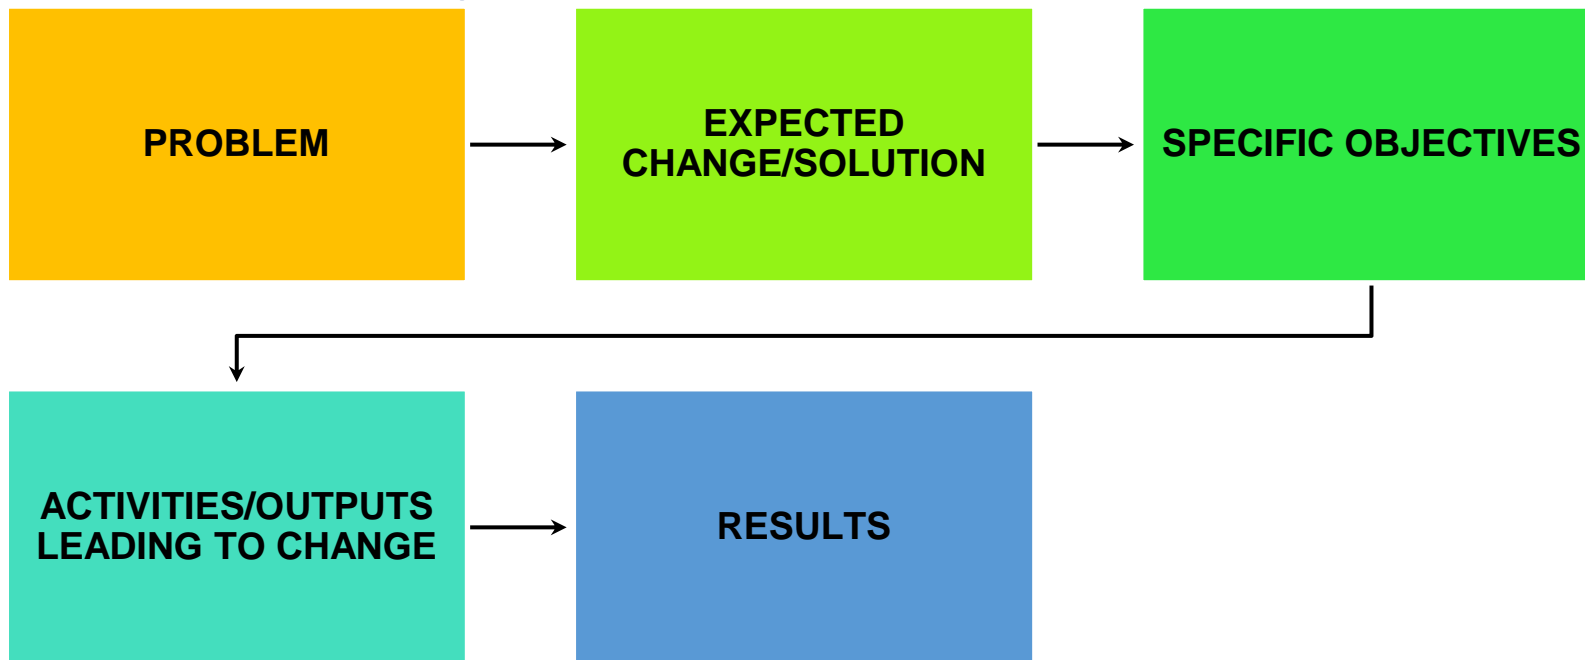 PROBLEM
EXPECTED
CHANGE/SOLUTION
SPECIFIC OBJECTIVES
ACTIVITIES/OUTPUTS
LEADING TO CHANGE
RESULTS